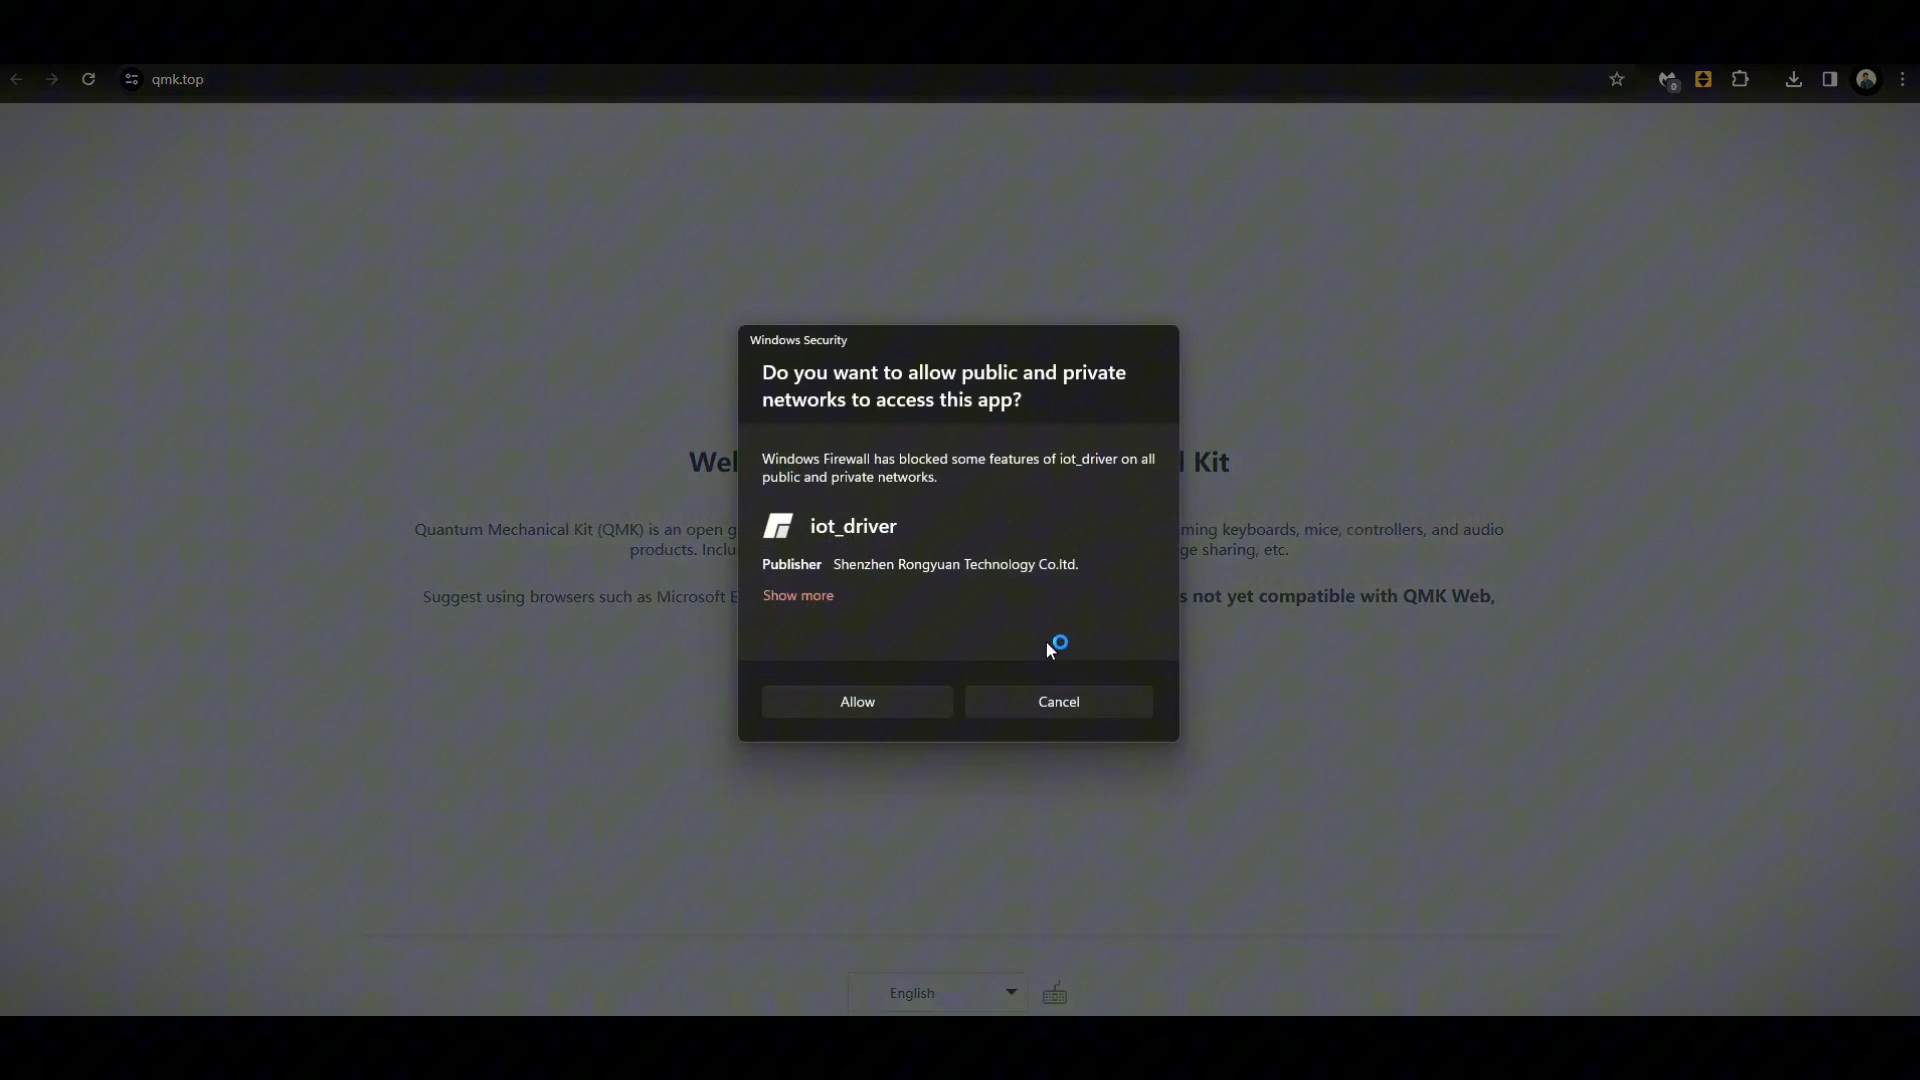 qmk.top
0
Windows Security
Do you want to allow public and private
networks to access this app?
Wel
l Kit
Windows Firewall has blocked some features of iot_driver on all
public and private networks.
Quantum Mechanical Kit (QMK) is an open g
eming keyboards, mice, controllers, and audio
products. Inclu
ge sharing, etc.
iot_driver
Publisher Shenzhen Rongyuan Technology Co.ltd.
Suggest using browsers such as Microsoft E
s not yet compatible with QMK Web,
Show more
Allow Cancel
English